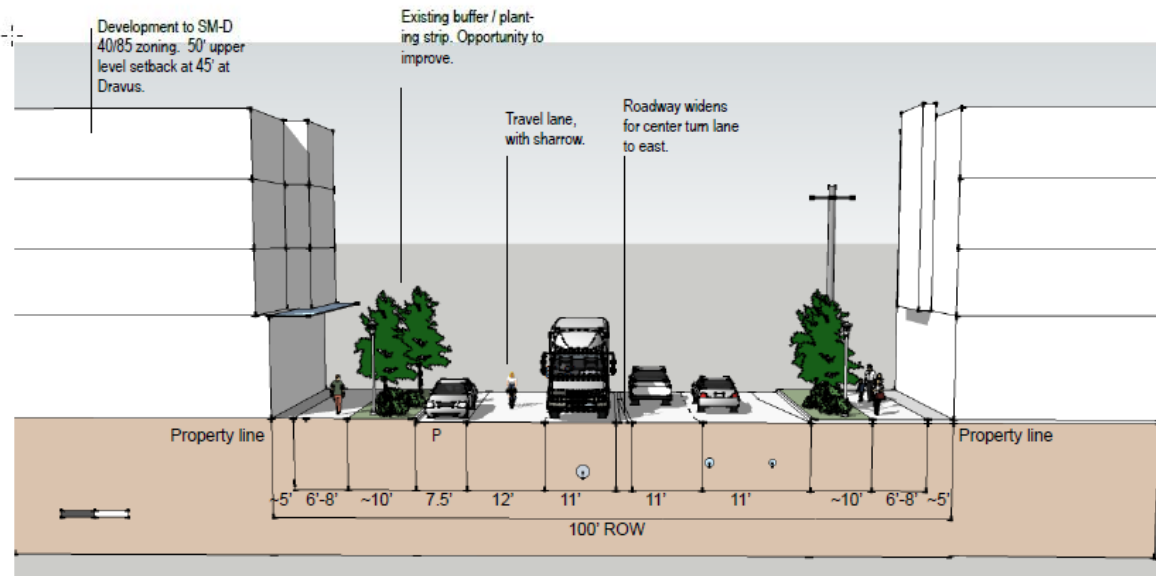 Development to SM-D
40/85 zoning. 50' upper
level setback at 45' at
Dravus.
Existing buffer / plant-
ing strip. Opportunity to
improve.
Travel lane,
with sharrow.
Roadway widens
for center turn lane
to east.
Property line
P
Property line
~5' 6'-8' ~10' 7.5' 12' 11' 11' 11' ~10' 6'-8' ~5'
100' ROW